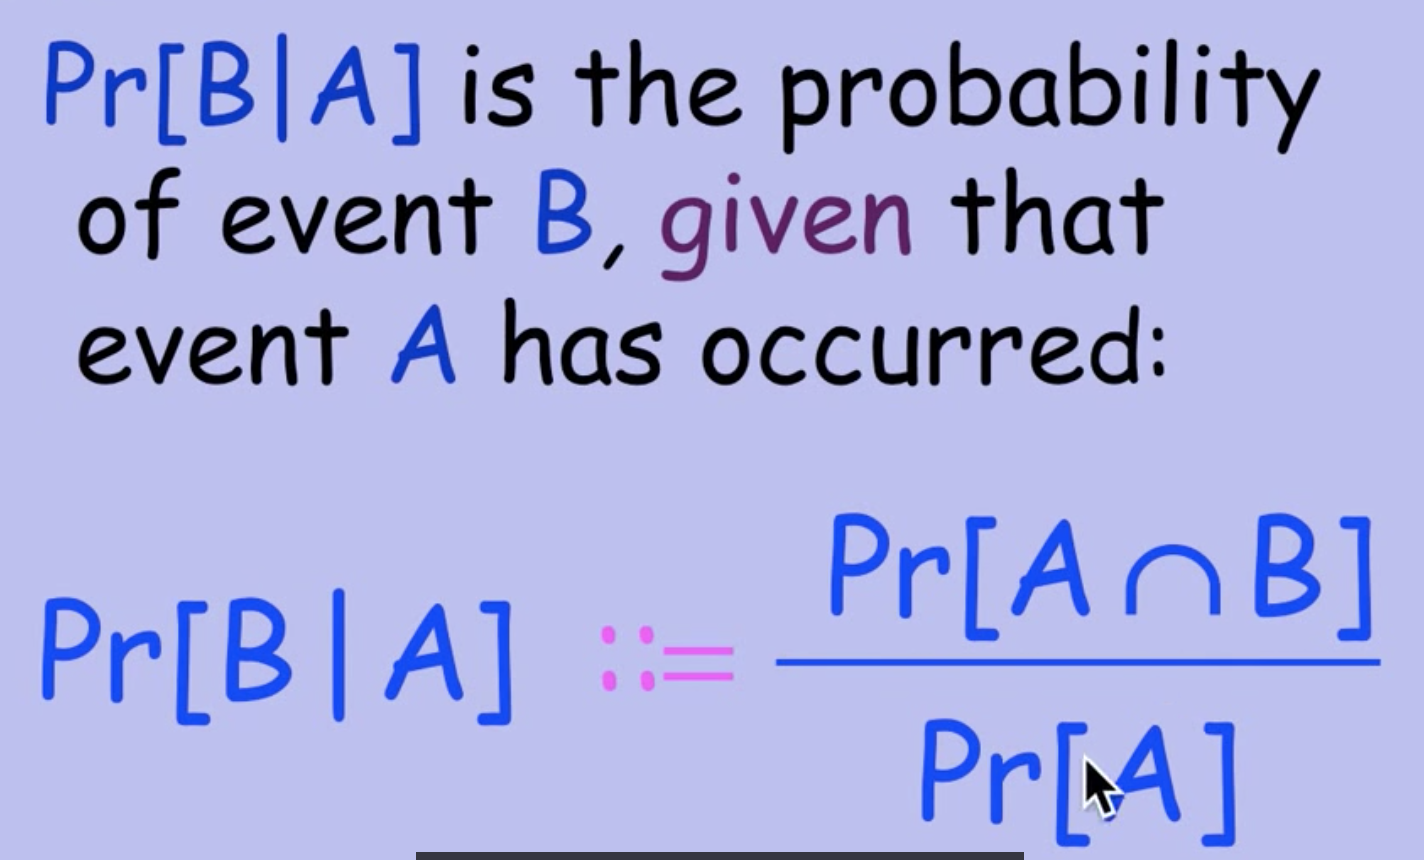 Pr[B|A] is the probability
of event B, given that
event A has occurred:
Pr[A∩B]
Pr[B|A] ::=
Pr[A]